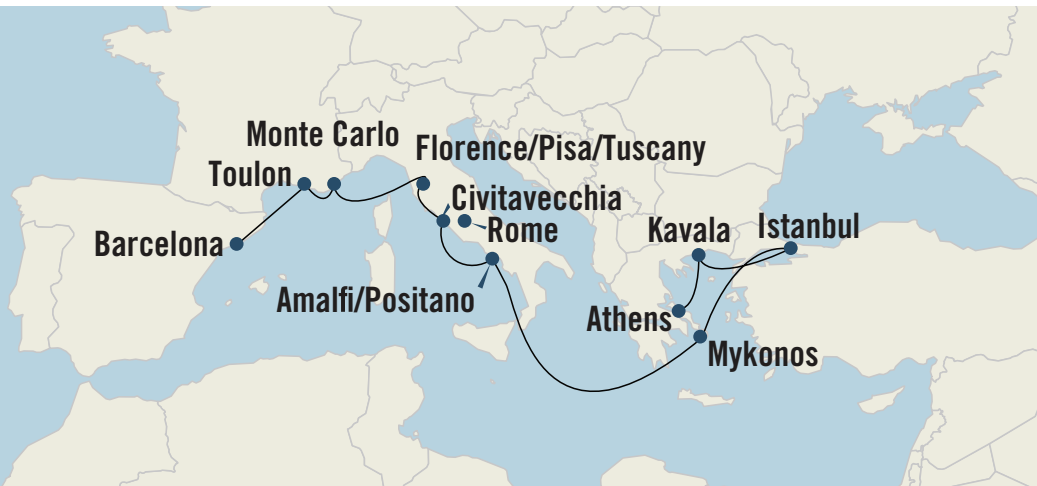 Monte Carlo
Florence/Pisa/Tuscany
Toulon
Civitavecchia
Rome
Kavala
Istanbul
Barcelona
Amalfi/Positano
Athens
Mykonos